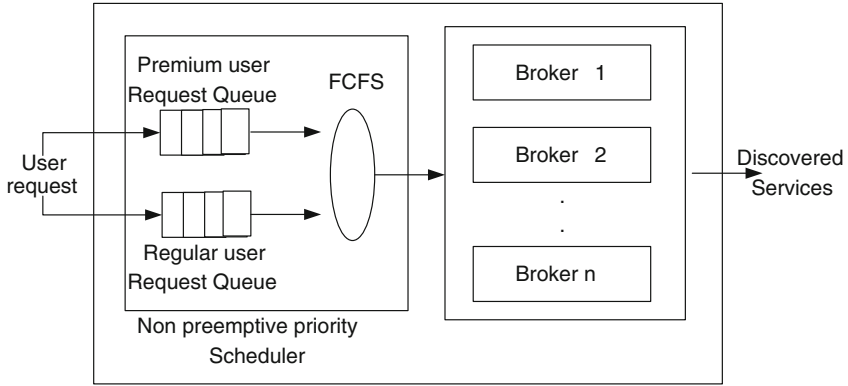 Premium user
Request Queue
FCFS
User
request
Regular user
Request Queue
Non preemptive priority
Scheduler
Broker 1
Broker 2
.
.
Broker n
Discovered
Services